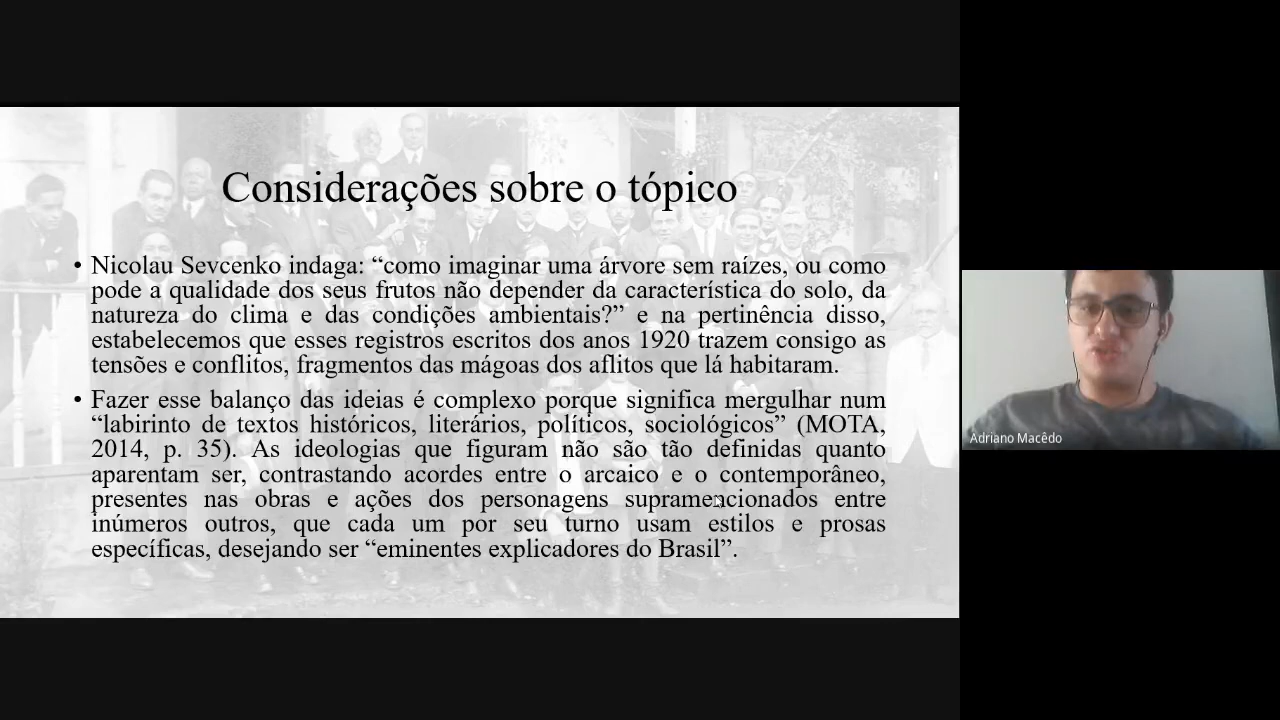 Considerações sobre o tópico
• Nicolau Sevcenko indaga: “como imaginar uma árvore sem raízes, ou como
pode a qualidade dos seus frutos não depender da característica do solo, da
natureza do clima e das condições ambientais?” e na pertinência disso,
estabelecemos que esses registros escritos dos anos 1920 trazem consigo as
tensões e conflitos, fragmentos das mágoas dos aflitos que lá habitaram.
• Fazer esse balanço das ideias é complexo porque significa mergulhar num
“labirinto de textos históricos, literários, políticos, sociológicos” (MOTA,
2014, p. 35). As ideologias que figuram não são tão definidas quanto
aparentam ser, contrastando acordes entre o arcaico e o contemporâneo,
presentes nas obras e ações dos personagens supramencionados entre
inúmeros outros, que cada um por seu turno usam estilos e prosas
específicas, desejando ser “eminentes explicadores do Brasil”.
Adriano Macêdo